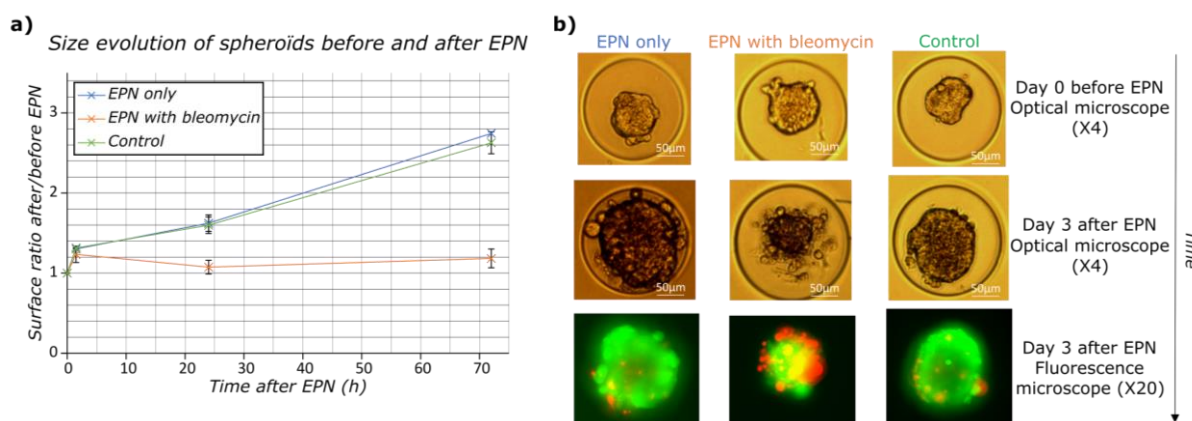 a)
Size evolution of spheroïds before and after EPN
Surface ratio after/before EPN
EPN only
EPN with bleomycin
Control
3
2
1
0
0 10 20 30 40 50 60 70
Time after EPN (h)
b)
EPN only EPN with bleomycin Control
50µm 50µm 50µm
Day 0 before EPN
Optical microscope
(X4)
50µm 50µm 50µm
Day 3 after EPN
Optical microscope
(X4)
Day 3 after EPN
Fluorescence
microscope (X20)
Time